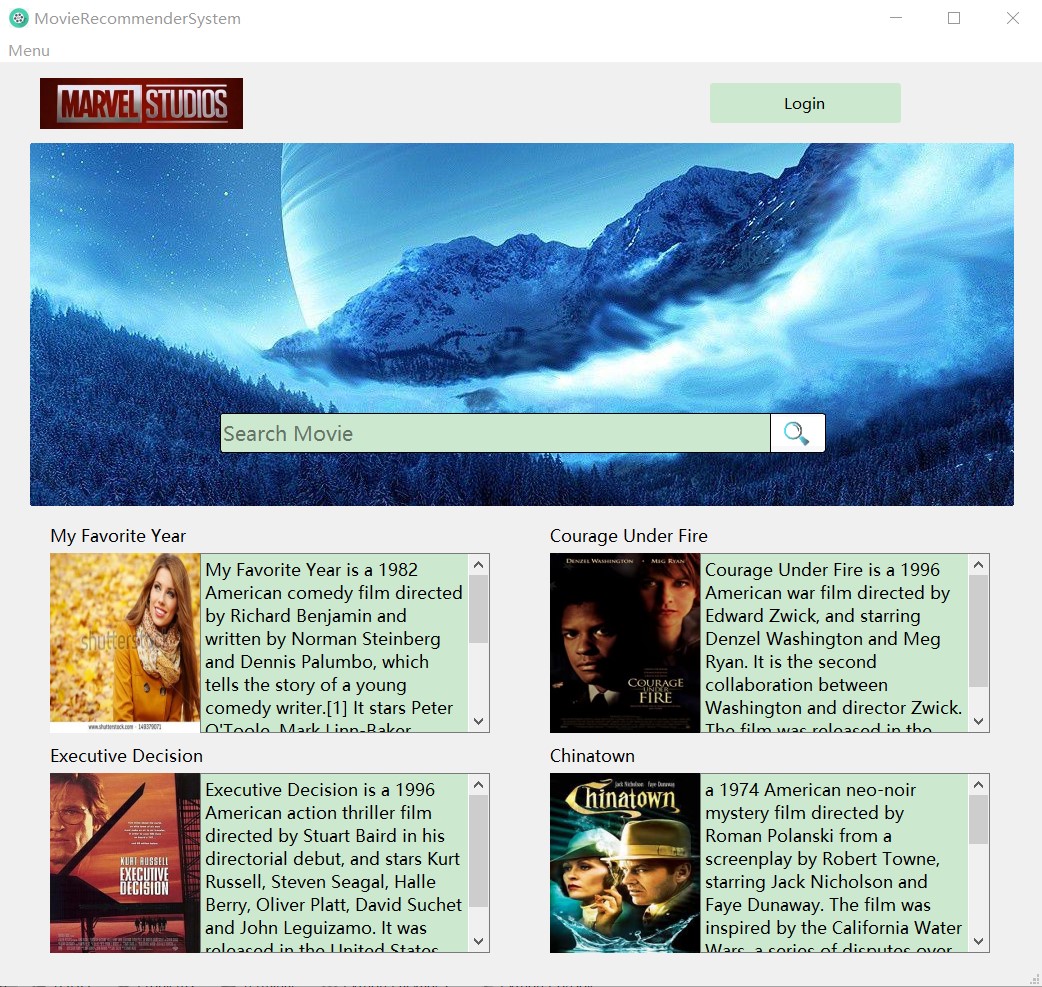 MovieRecommenderSystem
Menu
MARVEL STUDIOS
Login
Search Movie
My Favorite Year
shutterstock
www.shutterstock.com · 149379071
My Favorite Year is a 1982
American comedy film directed
by Richard Benjamin and
written by Norman Steinberg
and Dennis Palumbo, which
tells the story of a young
comedy writer.[1] It stars Peter
O'Toole, Mark Linn-Baker,
Courage Under Fire
DENZEL WASHINGTON · MEG RYAN
COURAGE
UNDER
FIRE
Courage Under Fire is a 1996
American war film directed by
Edward Zwick, and starring
Denzel Washington and Meg
Ryan. It is the second
collaboration between
Washington and director Zwick.
The film was released in the
Executive Decision
KURT RUSSELL
EXECUTIVE
DECISION
Executive Decision is a 1996
American action thriller film
directed by Stuart Baird in his
directorial debut, and stars Kurt
Russell, Steven Seagal, Halle
Berry, Oliver Platt, David Suchet
and John Leguizamo. It was
released in the United States
Chinatown
Jack Nicholson Faye Dunaway
Chinatown
a 1974 American neo-noir
mystery film directed by
Roman Polanski from a
screenplay by Robert Towne,
starring Jack Nicholson and
Faye Dunaway. The film was
inspired by the California Water
Wars, a series of disputes over